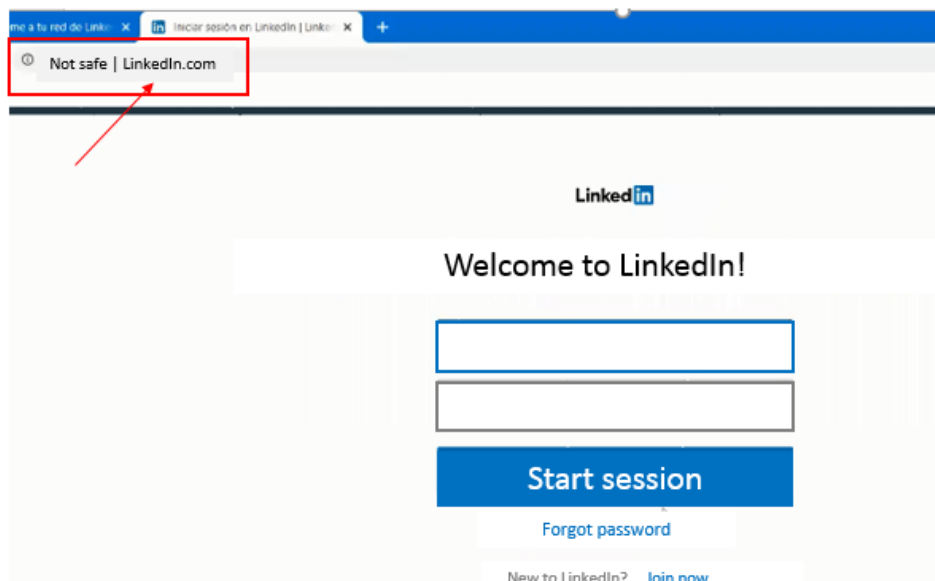 me a tu red de Linke
Iniciar sesión en LinkedIn | Linke
Not safe | LinkedIn.com
Linked in
Welcome to LinkedIn!
Start session
Forgot password
New to LinkedIn? Join now